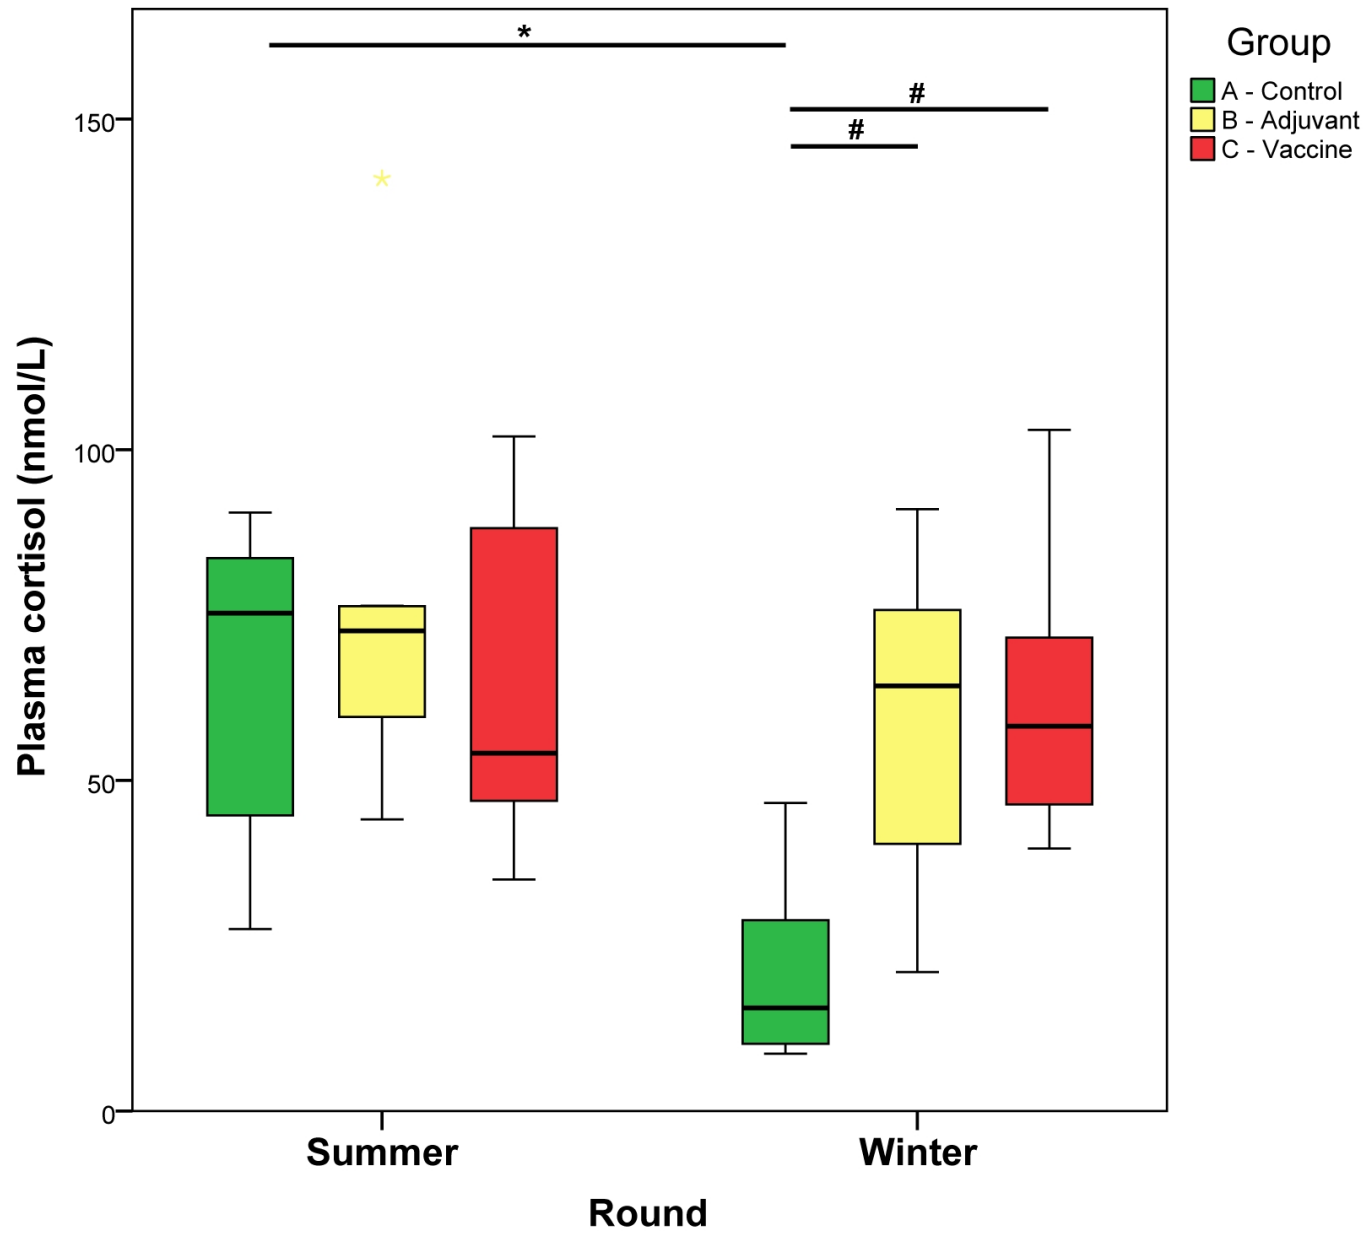 *
#
#
Group
A - Control
B - Adjuvant
C - Vaccine
Plasma cortisol (nmol/L)
150
100
50
0
Summer
Winter
Round